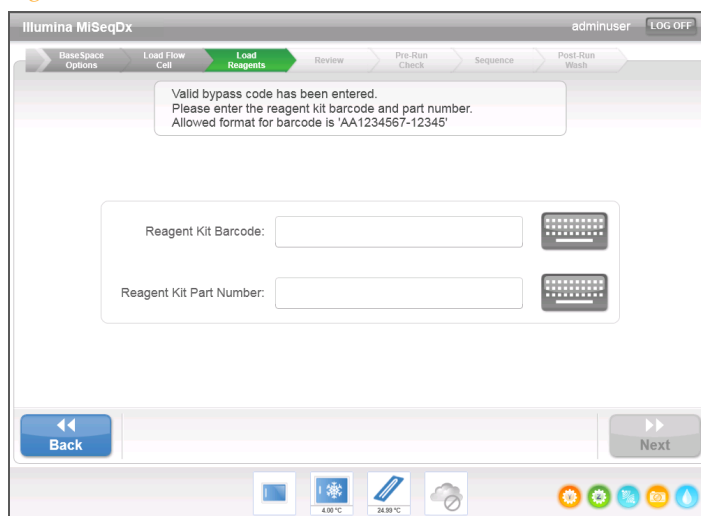 Illumina MiSeqDx
adminuser
LOG OFF
BaseSpace
Options
Load Flow
Cell
Load
Reagents
Review
Pre-Run
Check
Sequence
Post-Run
Wash
Valid bypass code has been entered.
Please enter the reagent kit barcode and part number.
Allowed format for barcode is 'AA1234567-12345'
Reagent Kit Barcode:
Reagent Kit Part Number:
Back
Next
4.00 °C
24.99 °C